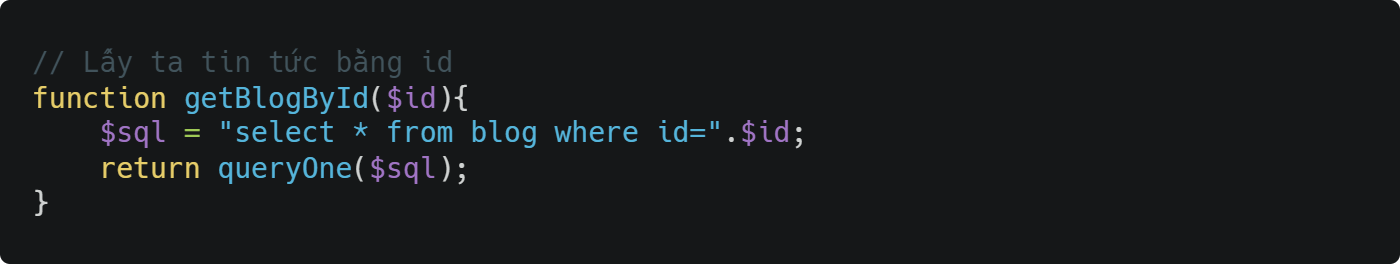 // Lấy ta tin tức bằng id
function getBlogById($id){
    $sql = "select * from blog where id=".$id;
    return queryOne($sql);
}